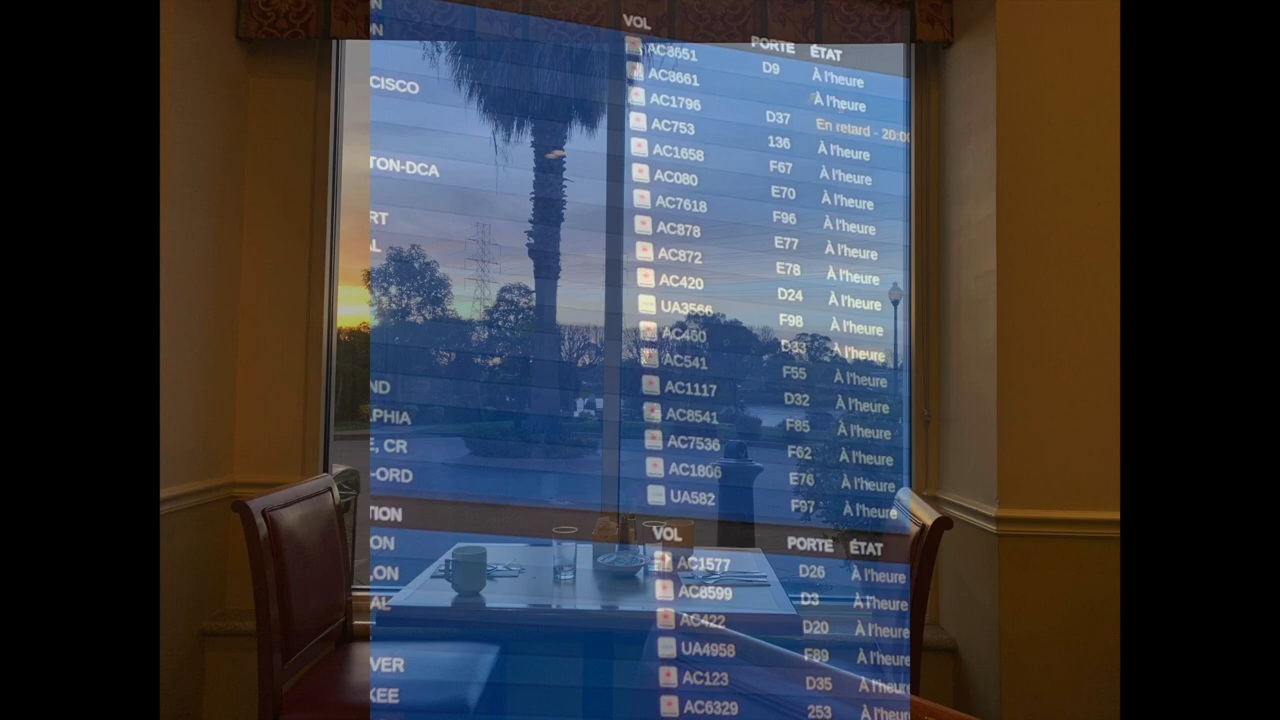 N VOL PORTE ÉTAT
ON AC8651 D9 À l'heure
AC8661 À l'heure
CISCO AC1796 D37 En retard - 20:00
AC753 136 À l'heure
AC1658 F67 À l'heure
TON-DCA AC080 E70 À l'heure
AC7618 F96 À l'heure
RT AC878 E77 À l'heure
AL AC872 E78 À l'heure
AC420 D24 À l'heure
UA3566 F98 À l'heure
AC460 D33 À l'heure
AC541 F55 À l'heure
AC1117 D32 À l'heure
ND AC8541 F85 À l'heure
LPHIA AC7536 F62 À l'heure
E, CR AC1806 E76 À l'heure
-ORD UA582 F97 À l'heure
TION VOL PORTE ÉTAT
ON AC1577 D26 À l'heure
LON AC8599 D3 À l'heure
AL AC422 D20 À l'heure
UA4958 F89 À l'heure
VER AC123 D35 À l'heure
KEE AC6329 253 À l'heure